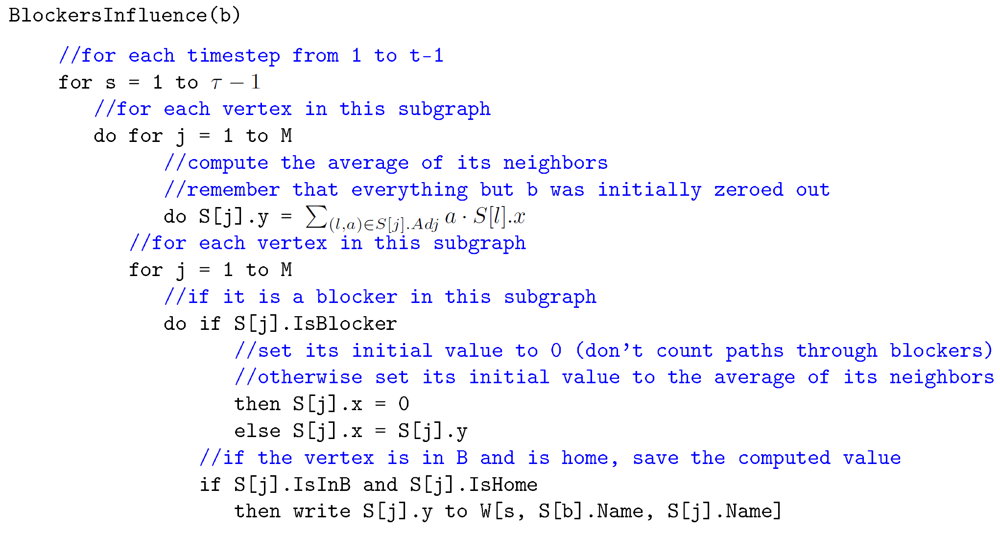 BlockersInfluence(b)
//for each timestep from 1 to t-1
for s = 1 to τ − 1
//for each vertex in this subgraph
do for j = 1 to M
//compute the average of its neighbors
//remember that everything but b was initially zeroed out
do S[j].y = ∑(l,a)∈S[j].Adj a · S[l].x
//for each vertex in this subgraph
for j = 1 to M
//if it is a blocker in this subgraph
do if S[j].IsBlocker
//set its initial value to 0 (don't count paths through blockers)
//otherwise set its initial value to the average of its neighbors
then S[j].x = 0
else S[j].x = S[j].y
//if the vertex is in B and is home, save the computed value
if S[j].IsInB and S[j].IsHome
then write S[j].y to W[s, S[b].Name, S[j].Name]